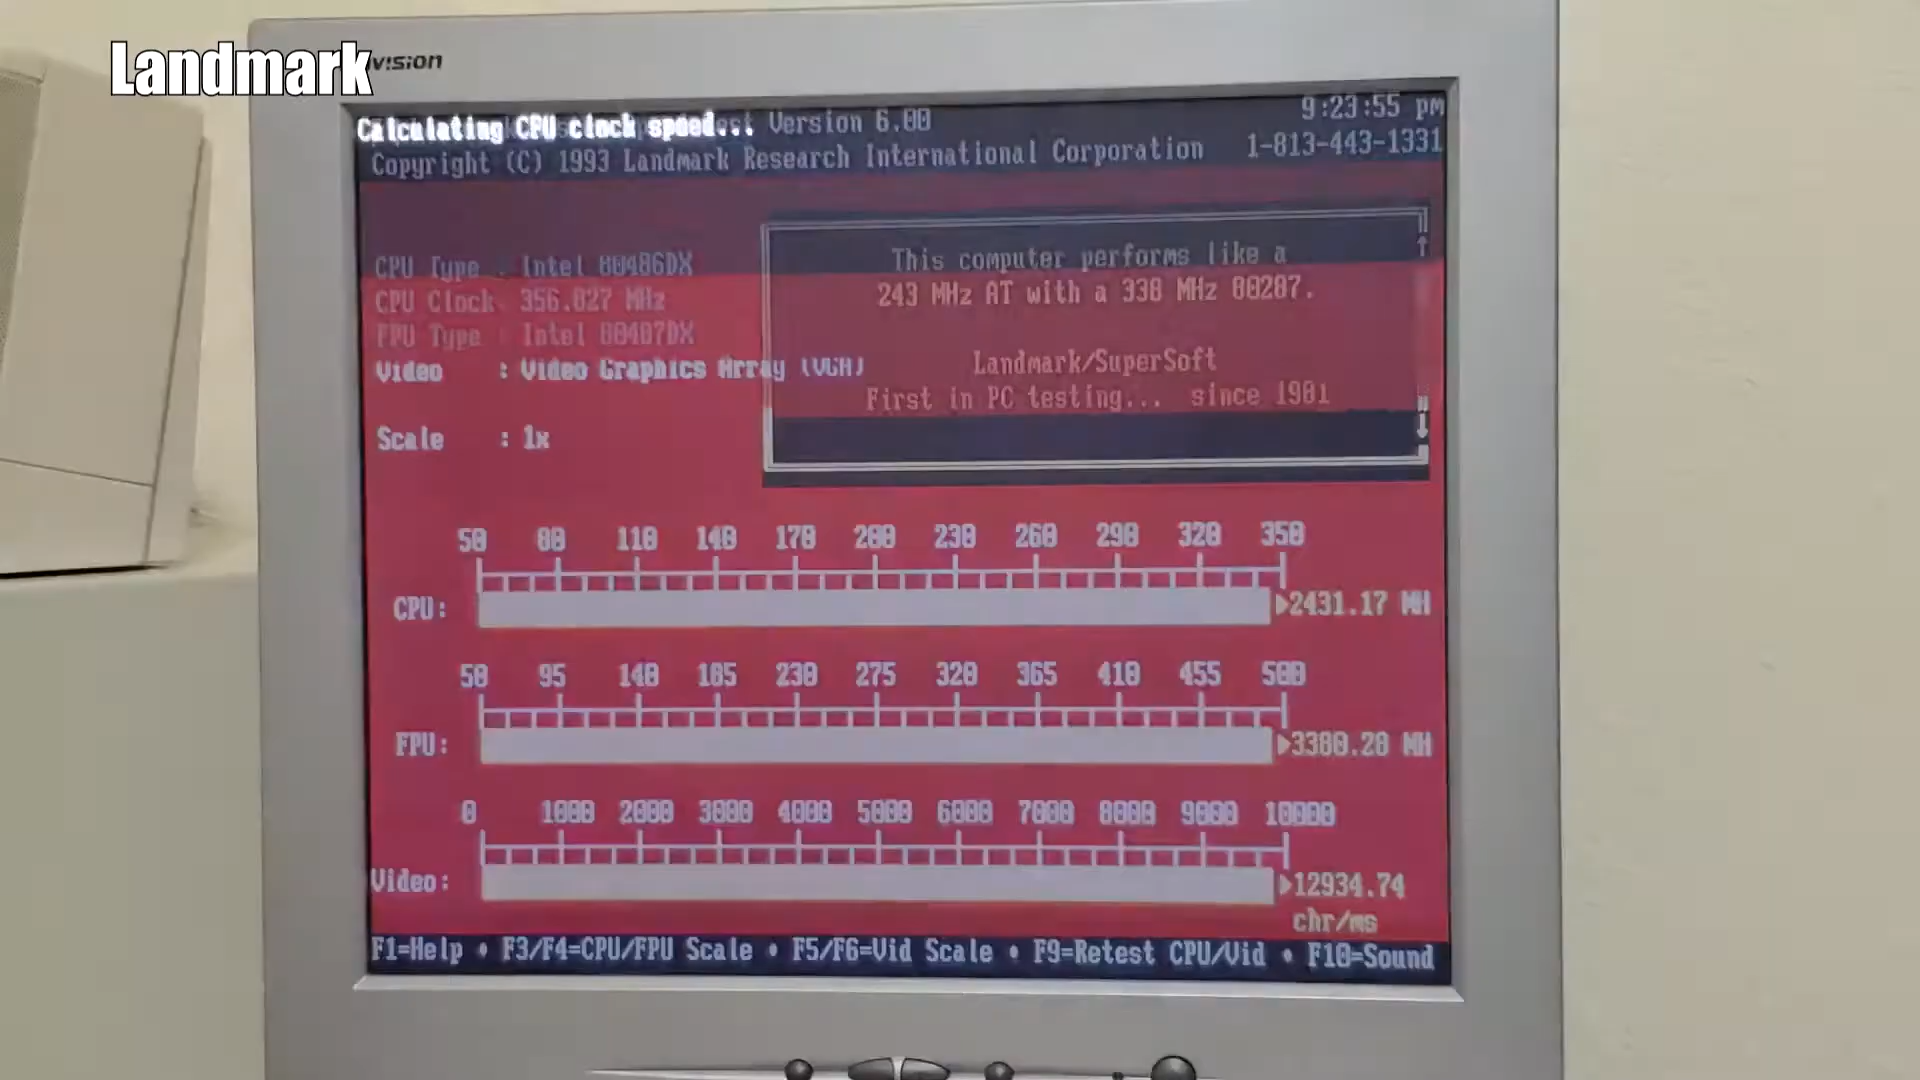 Landmark
vision
Calculating CPU clock speed... Version 6.00
9:23:55 pm
Copyright (C) 1993 Landmark Research International Corporation
1-813-443-1331
CPU Type : Intel 80486DX
CPU Clock 356.027 MHz
FPU Type : Intel 80487DX
Video : Video Graphics Array (VGA)
Scale : 1x
This computer performs like a
243 MHz AT with a 338 MHz 80287.
Landmark/SuperSoft
First in PC testing... since 1981
50 80 110 140 170 200 230 260 290 320 350
CPU: 2431.17 MH
50 95 140 185 230 275 320 365 410 455 500
FPU: 3380.28 MH
0 1000 2000 3000 4000 5000 6000 7000 8000 9000 10000
Video: 12934.74
chr/ms
F1=Help • F3/F4=CPU/FPU Scale • F5/F6=Vid Scale • F9=Retest CPU/Vid • F10=Sound